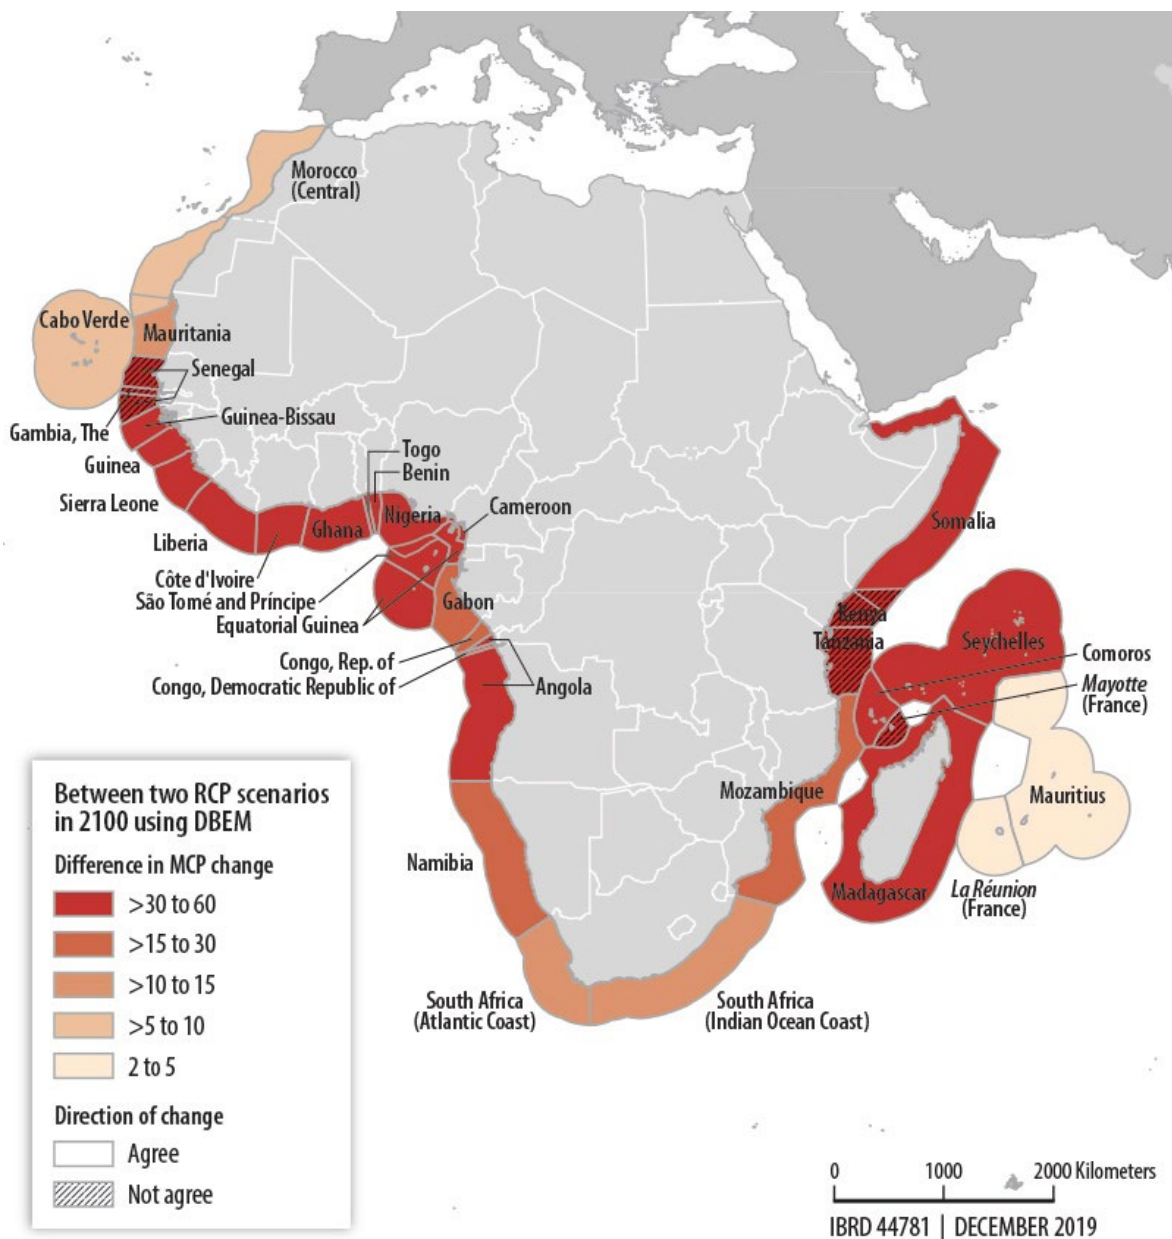 Morocco
(Central)
Cabo Verde
Mauritania
Senegal
Gambia, The
Guinea-Bissau
Guinea
Sierra Leone
Liberia
Côte d'Ivoire
Ghana
Togo
Benin
Nigeria
Cameroon
São Tomé and Príncipe
Equatorial Guinea
Gabon
Congo, Rep. of
Congo, Democratic Republic of
Angola
Somalia
Kenya
Tanzania
Seychelles
Comoros
Mayotte
(France)
Mozambique
Mauritius
Namibia
Madagascar
La Réunion
(France)
South Africa
(Atlantic Coast)
South Africa
(Indian Ocean Coast)
Between two RCP scenarios
in 2100 using DBEM
Difference in MCP change
>30 to 60
>15 to 30
>10 to 15
>5 to 10
2 to 5
Direction of change
Agree
Not agree
0 1000 2000 Kilometers
IBRD 44781 | DECEMBER 2019